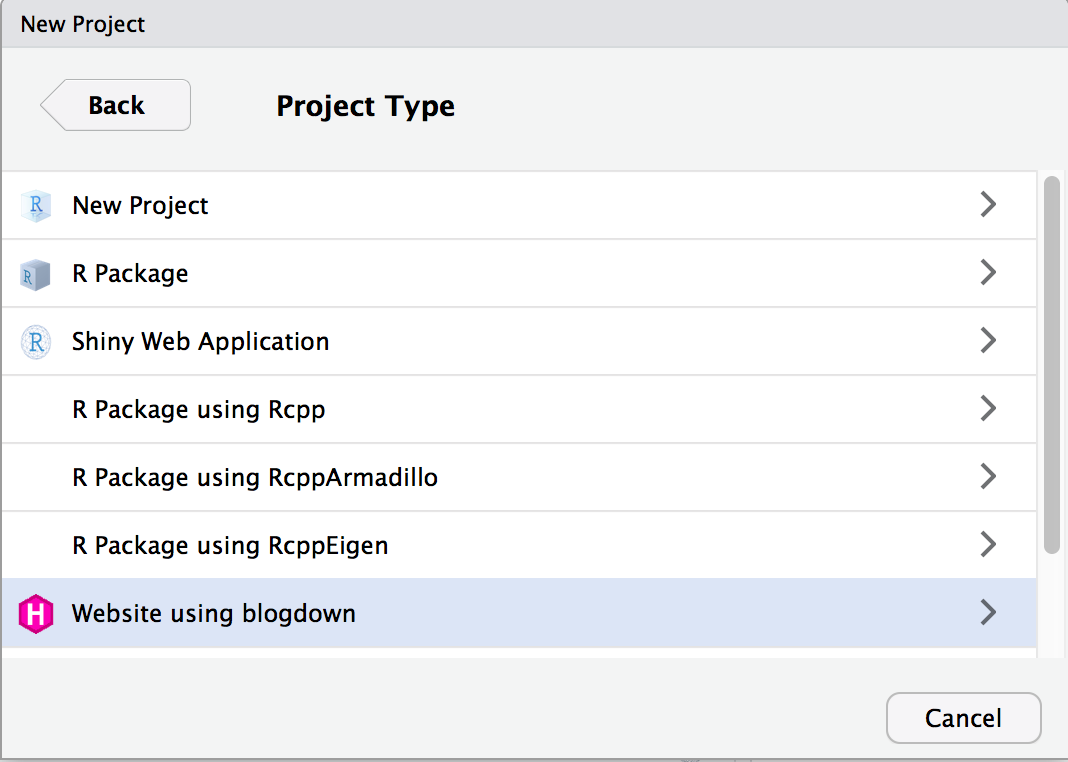 New Project
Back
Project Type
R
New Project
R
R Package
R
Shiny Web Application
R Package using Rcpp
R Package using RcppArmadillo
R Package using RcppEigen
H
Website using blogdown
Cancel